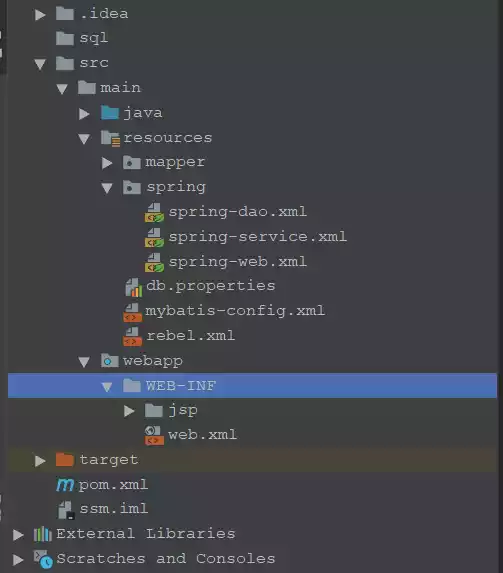 .idea
sql
src
main
java
resources
mapper
spring
spring-dao.xml
spring-service.xml
spring-web.xml
db.properties
mybatis-config.xml
rebel.xml
webapp
WEB-INF
jsp
web.xml
target
pom.xml
ssm.iml
External Libraries
Scratches and Consoles